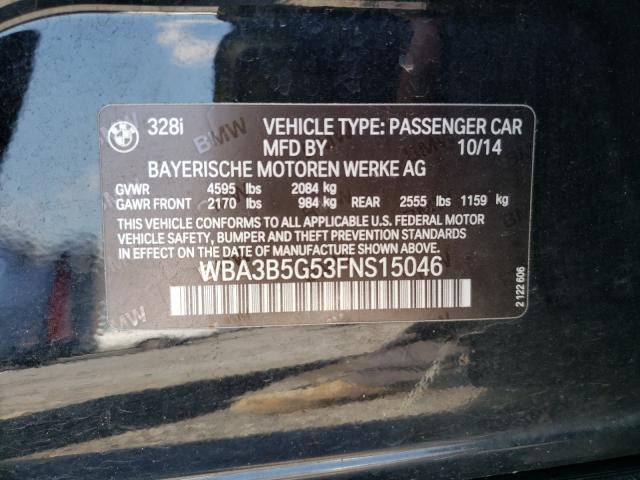 328i VEHICLE TYPE: PASSENGER CAR
MFD BY 10/14
BAYERISCHE MOTOREN WERKE AG
GVWR 4595 lbs 2084 kg
GAWR FRONT 2170 lbs 984 kg REAR 2555 lbs 1159 kg
THIS VEHICLE CONFORMS TO ALL APPLICABLE U.S. FEDERAL MOTOR
VEHICLE SAFETY, BUMPER AND THEFT PREVENTION STANDARDS
IN EFFECT ON THE DATE OF MANUFACTURE SHOWN ABOVE.
WBA3B5G53FNS15046
2 122 606
BMW